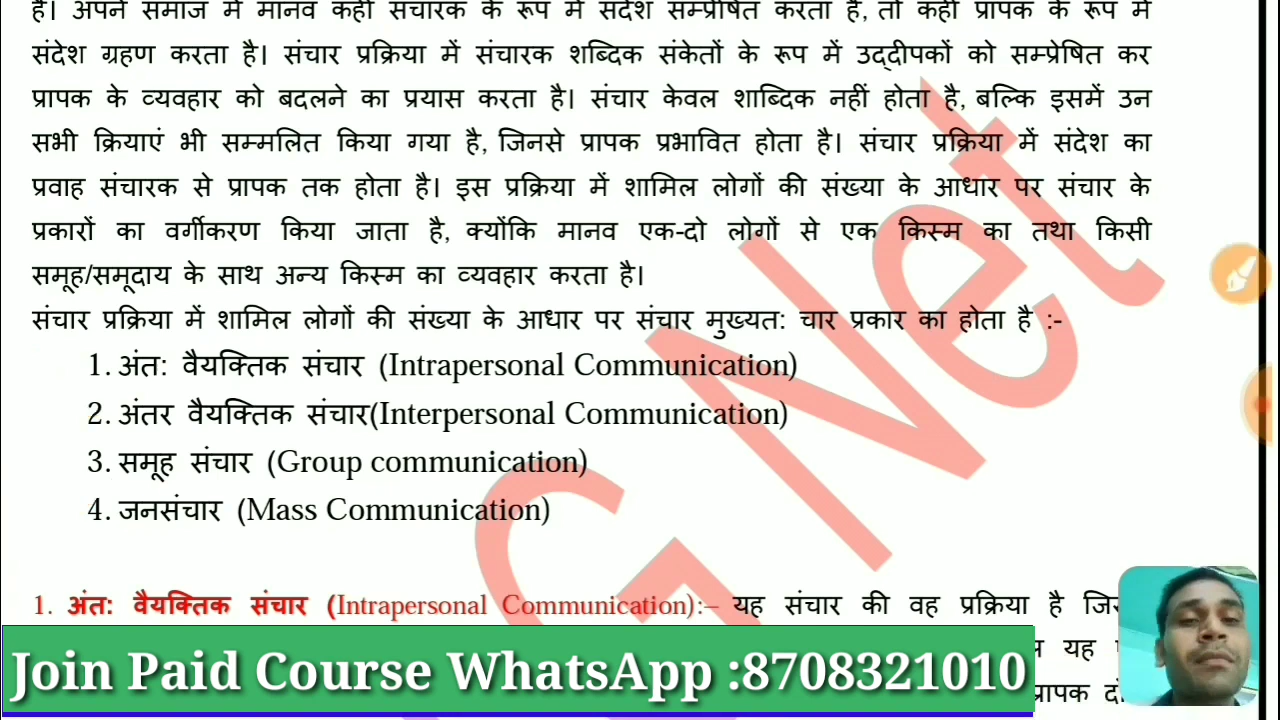 है। अपने समाज में मानव कहीं संचारक के रूप में संदेश सम्प्रेषित करता है, तो कहीं प्रापक के रूप में
संदेश ग्रहण करता है। संचार प्रक्रिया में संचारक शब्दिक संकेतों के रूप में उद्दीपकों को सम्प्रेषित कर
प्रापक के व्यवहार को बदलने का प्रयास करता है। संचार केवल शाब्दिक नहीं होता है, बल्कि इसमें उन
सभी क्रियाएं भी सम्मलित किया गया है, जिनसे प्रापक प्रभावित होता है। संचार प्रक्रिया में संदेश का
प्रवाह संचारक से प्रापक तक होता है। इस प्रक्रिया में शामिल लोगों की संख्या के आधार पर संचार के
प्रकारों का वर्गीकरण किया जाता है, क्योंकि मानव एक-दो लोगों से एक किस्म का तथा किसी
समूह/समूदाय के साथ अन्य किस्म का व्यवहार करता है।
संचार प्रक्रिया में शामिल लोगों की संख्या के आधार पर संचार मुख्यत: चार प्रकार का होता है :-
1. अंत: वैयक्तिक संचार (Intrapersonal Communication)
2. अंतर वैयक्तिक संचार(Interpersonal Communication)
3. समूह संचार (Group communication)
4. जनसंचार (Mass Communication)
1. अंत: वैयक्तिक संचार (Intrapersonal Communication):– यह संचार की वह प्रक्रिया है
यह
प्रापक
Join Paid Course WhatsApp :8708321010
G Net